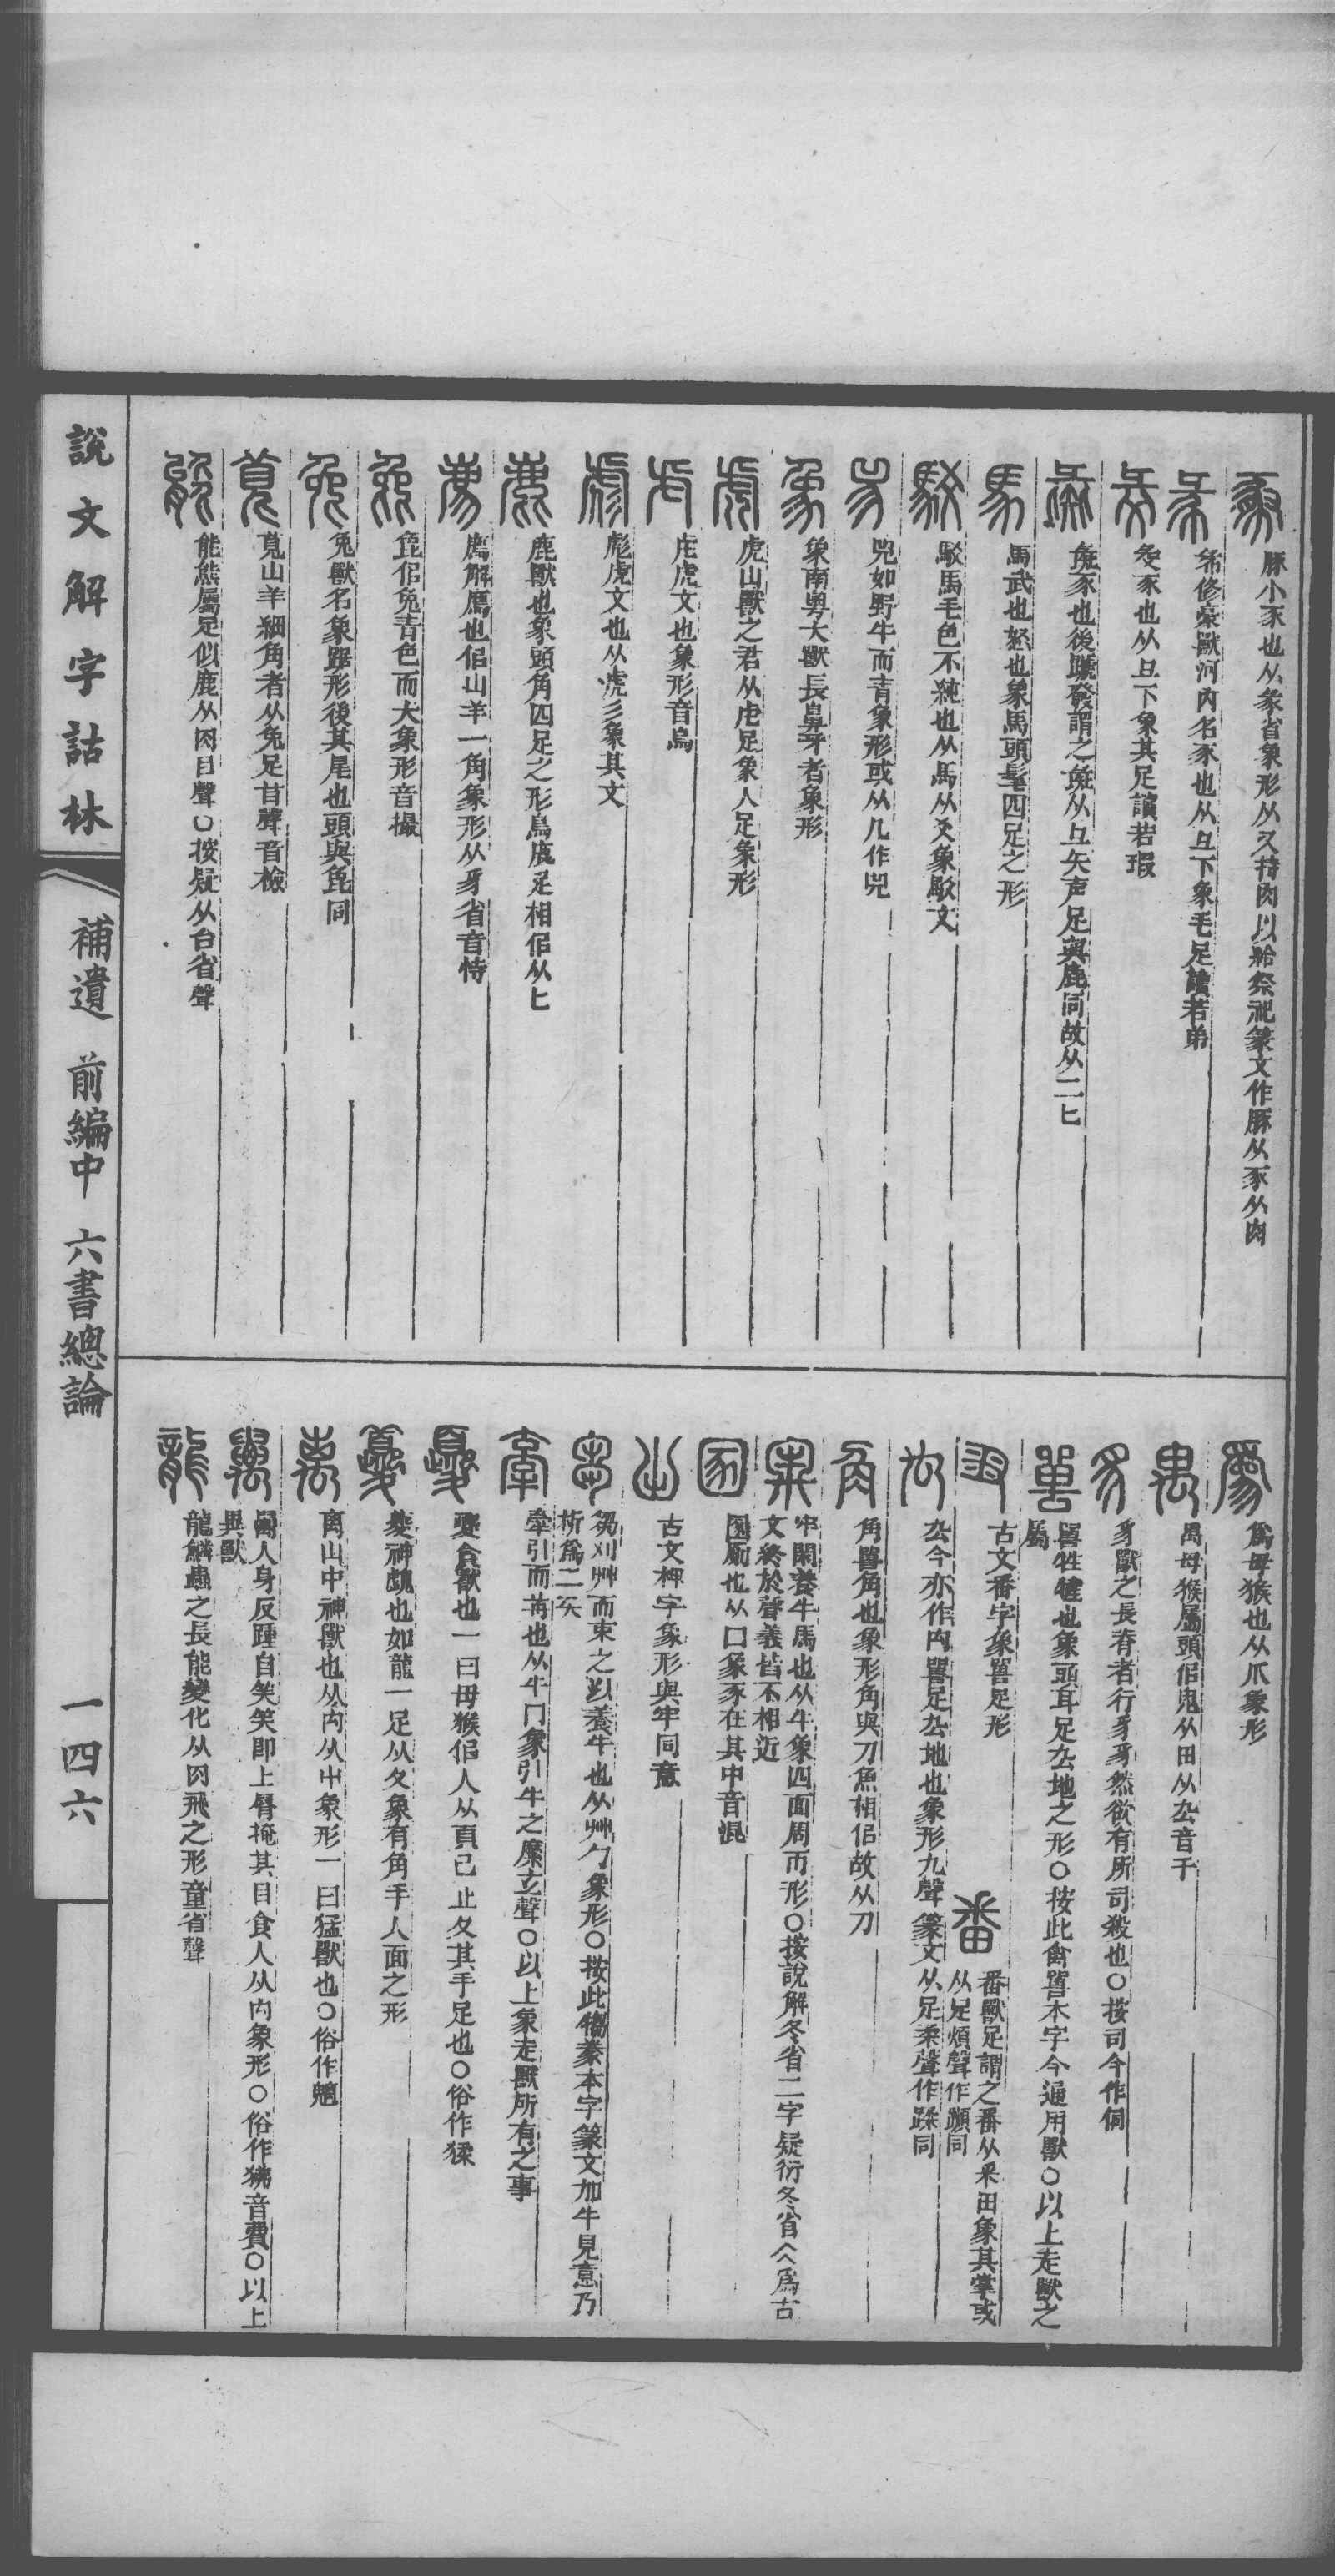 豚小豕也从彖省象形从又持肉以給祭祀篆文作豚从豕从肉
㣇修豪獸河內名豕也从彑下象毛足讀若弟
彖豕也从彑下象其足讀若瑕
彘豕也後蹏發謂之彘从彑矢声足與鹿同故从二匕
馬武也怒也象馬頭髦四足之形
駁馬毛色不純也从馬从爻象駁文
兕如野牛而青象形或从几作兕
象南粵大獸長鼻牙者象形
虎山獸之君从虍足象人足象形
虍虎文也象形音烏
彪虎文也从虎彡象其文
鹿獸也象頭角四足之形鳥鹿足相佀从匕
廌解廌也佀山羊一角象形从豸省音恃
㲋佀兔青色而大象形音撮
兔獸名象踞形後其尾也頭與㲋同
萈山羊細角者从兔足苜聲音檢
能熊屬足似鹿从肉㠯聲○按疑从台省聲
爲母猴也从爪象形
禺母猴屬頭佀鬼从田从厹音于
豸獸之長脊者行豸豸然欲有所司殺也○按司今作伺
嘼牲㹌也象頭耳足厹地之形○按此禽嘼本字今通用獸○以上走獸之
屬
古文番字象嘼足形
番 番獸足謂之番从釆田象其掌或
从足煩聲作蹞同
厹今亦作禸嘼足厹地也象形九聲篆文从足柔聲作蹂同
角嘼角也象形角與刀魚相佀故从刀
牢閑養牛馬也从牛象四面周帀形○按說解冬省二字疑衍冬省仌爲古
文終於聲義皆不相近
圂廁也从囗象豕在其中音混
古文㮯字象形與牢同意
芻刈艸而束之以養牛也从艸勹象形○按此犓豢本字篆文加牛見意乃
析爲二矣
牽引而前也从牛冂象引牛之縻玄聲○以上象走獸所有之事
夒貪獸也一曰母猴佀人从頁己止夊其手足也○俗作猱
夔神魖也如龍一足从夊象有角手人面之形
离山中神獸也从禸从屮象形一曰猛獸也○俗作魑
𥝋人身反踵自笑笑即上脣掩其目食人从禸象形○俗作狒音費○以上
異獸
龍鱗蟲之長能變化从肉飛之形童省聲
說文解字詁林
補遺 前編中 六書總論
一四六